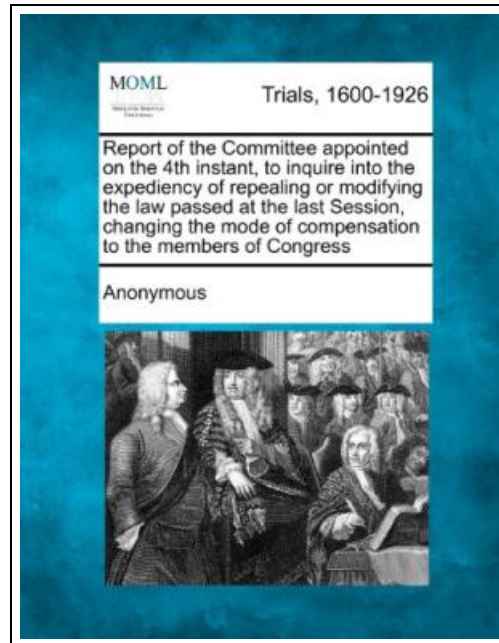 MOML
Trials, 1600-1926
Report of the Committee appointed
on the 4th instant, to inquire into the
expediency of repealing or modifying
the law passed at the last Session,
changing the mode of compensation
to the members of Congress
Anonymous